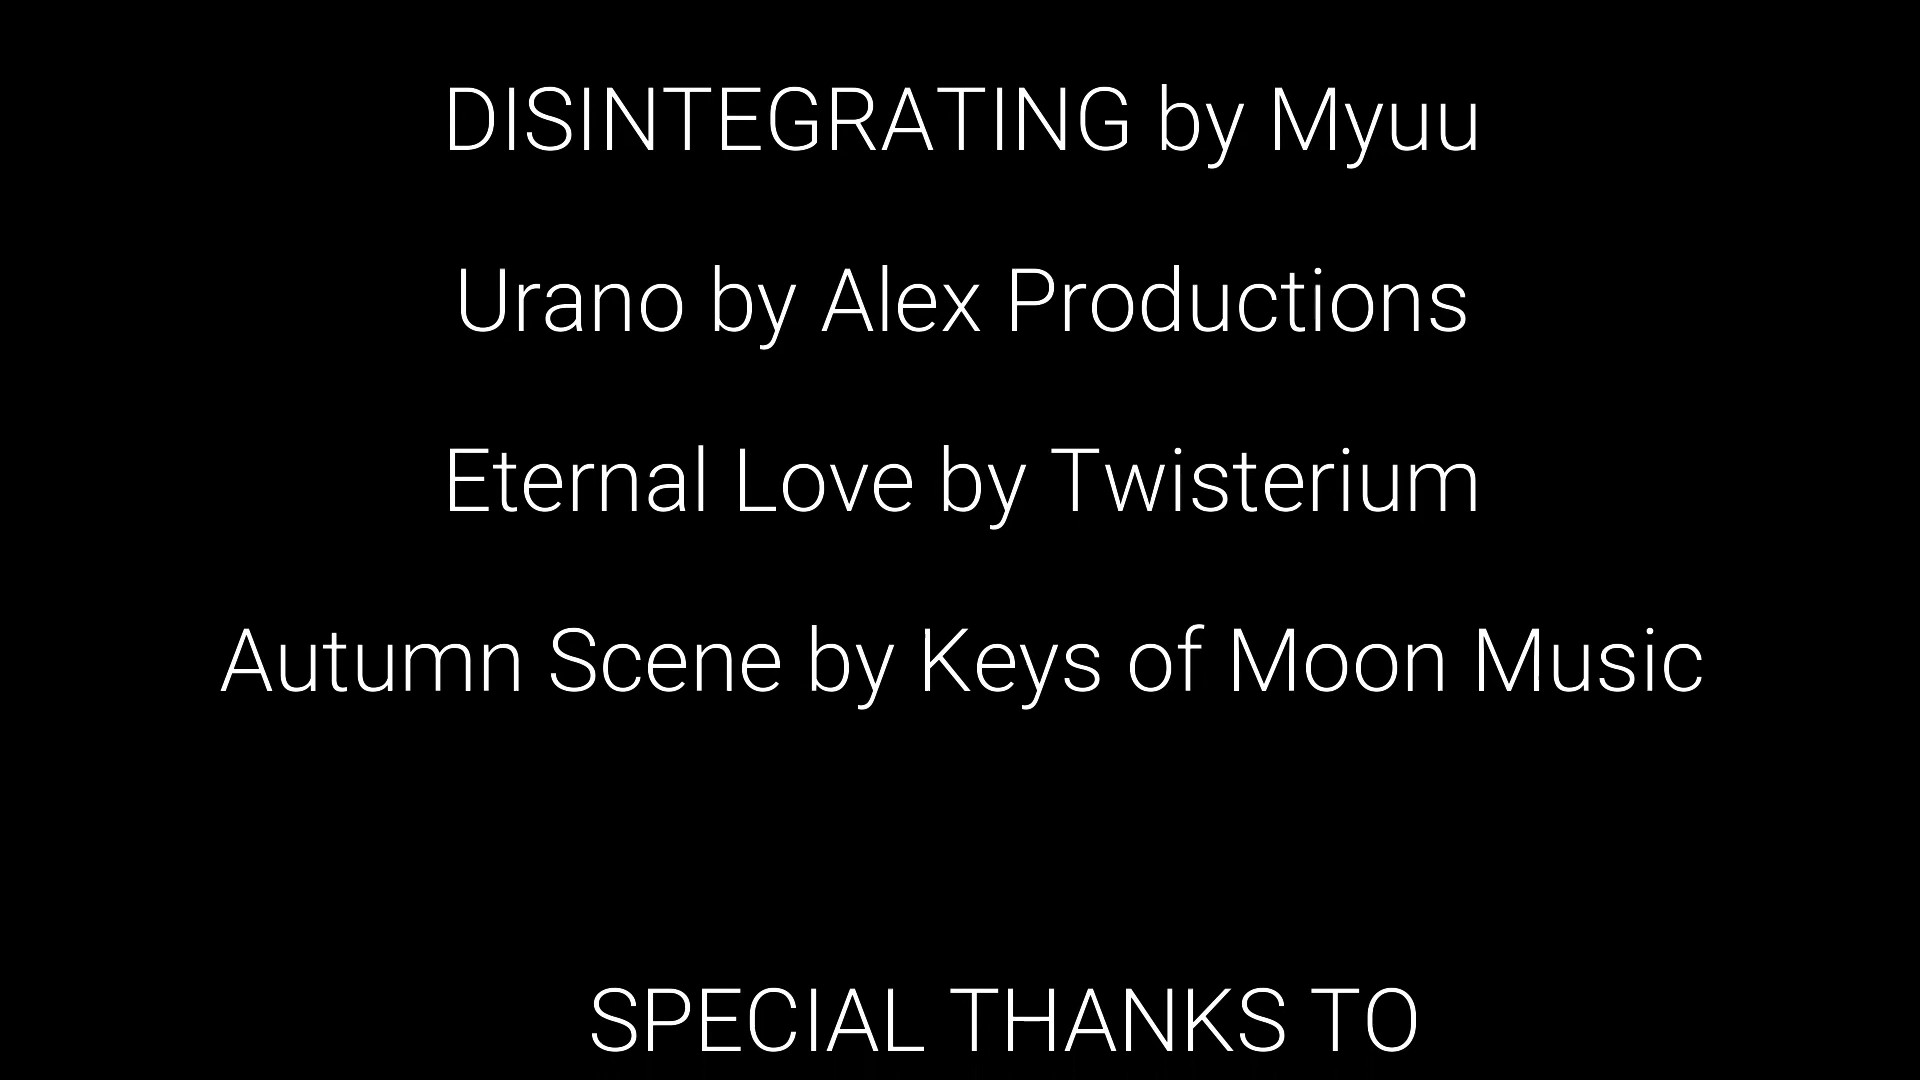 DISINTEGRATING by Myuu
Urano by Alex Productions
Eternal Love by Twisterium
Autumn Scene by Keys of Moon Music
SPECIAL THANKS TO